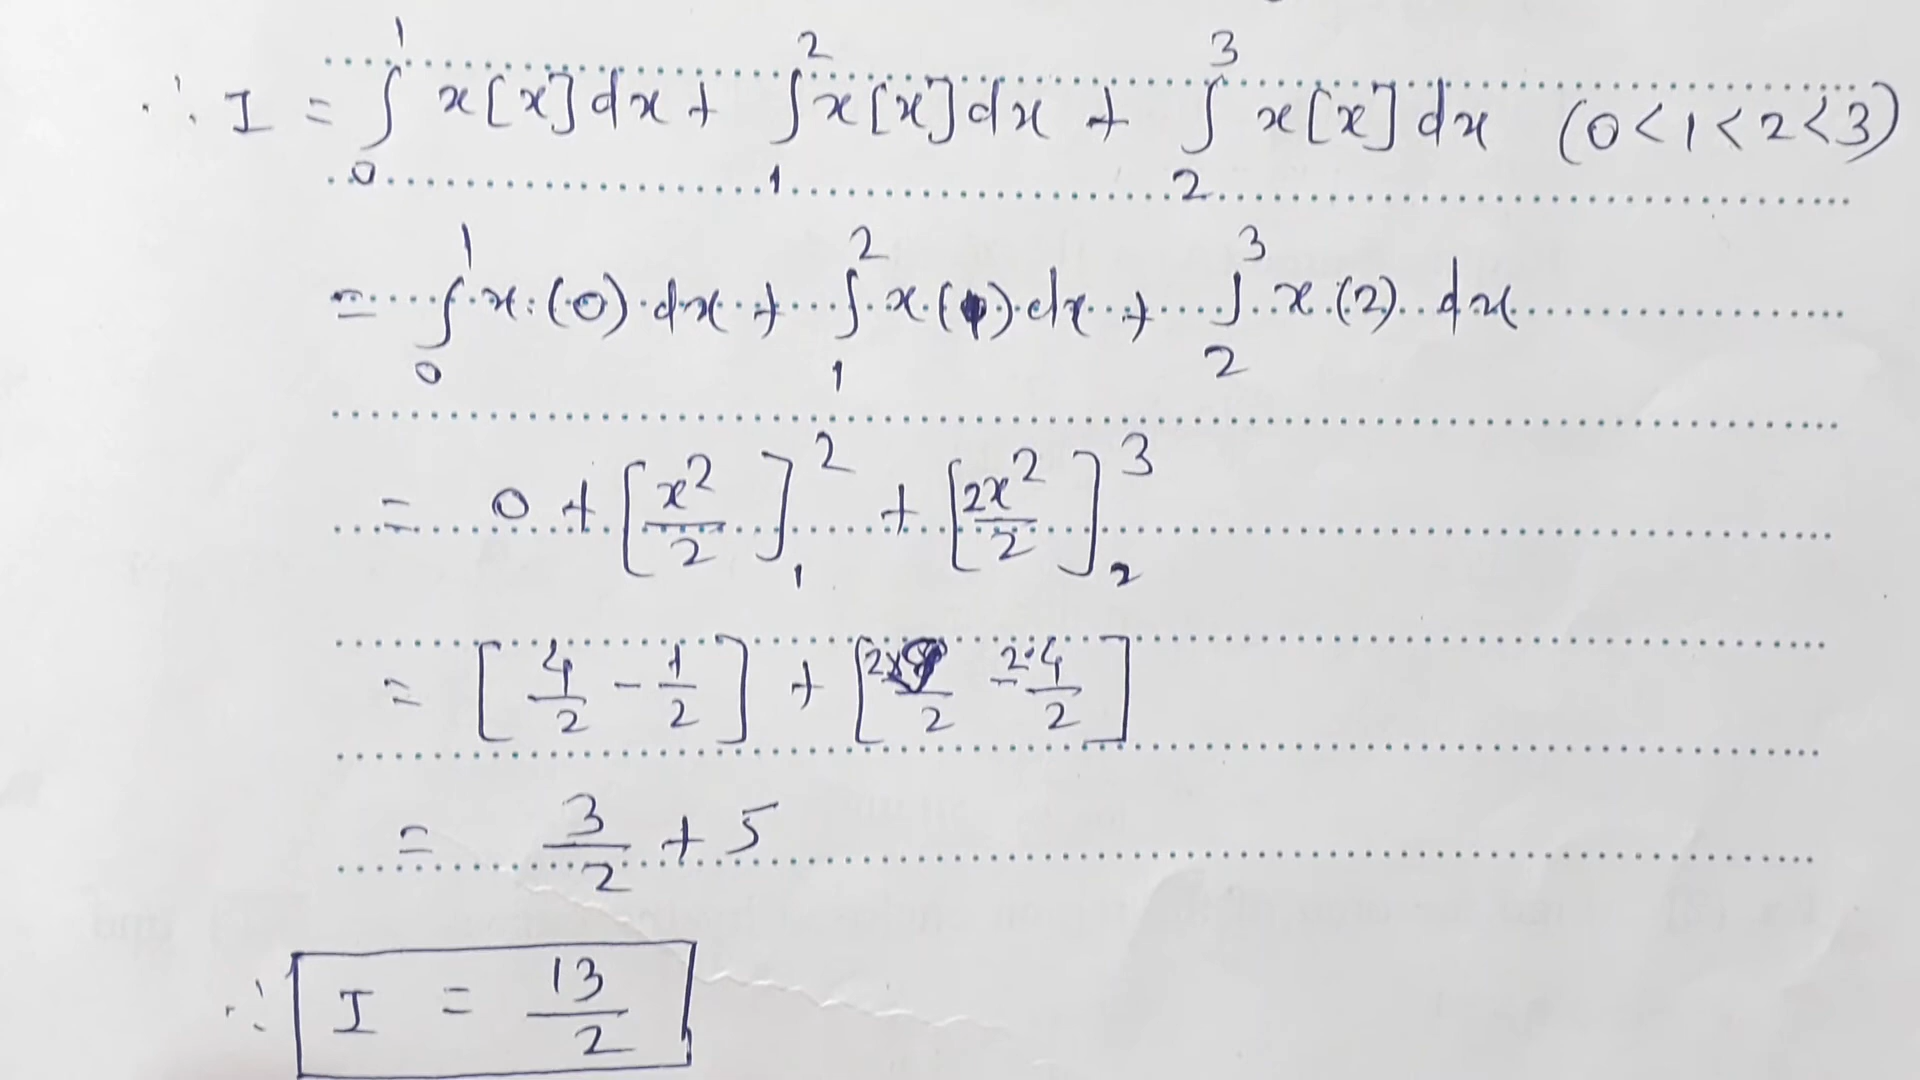 ∴ I = ∫₀¹ x[x]dx + ∫₁² x[x]dx + ∫₂³ x[x]dx (0<1<2<3)
= ∫₀¹ x.(0).dx + ∫₁² x.(1).dx + ∫₂³ x.(2).dx
= 0 + [x²/2]₁² + [2x²/2]₂³
= [4/2 - 1/2] + [2×9/2 - 2·4/2]
= 3/2 + 5
∴ I = 13/2